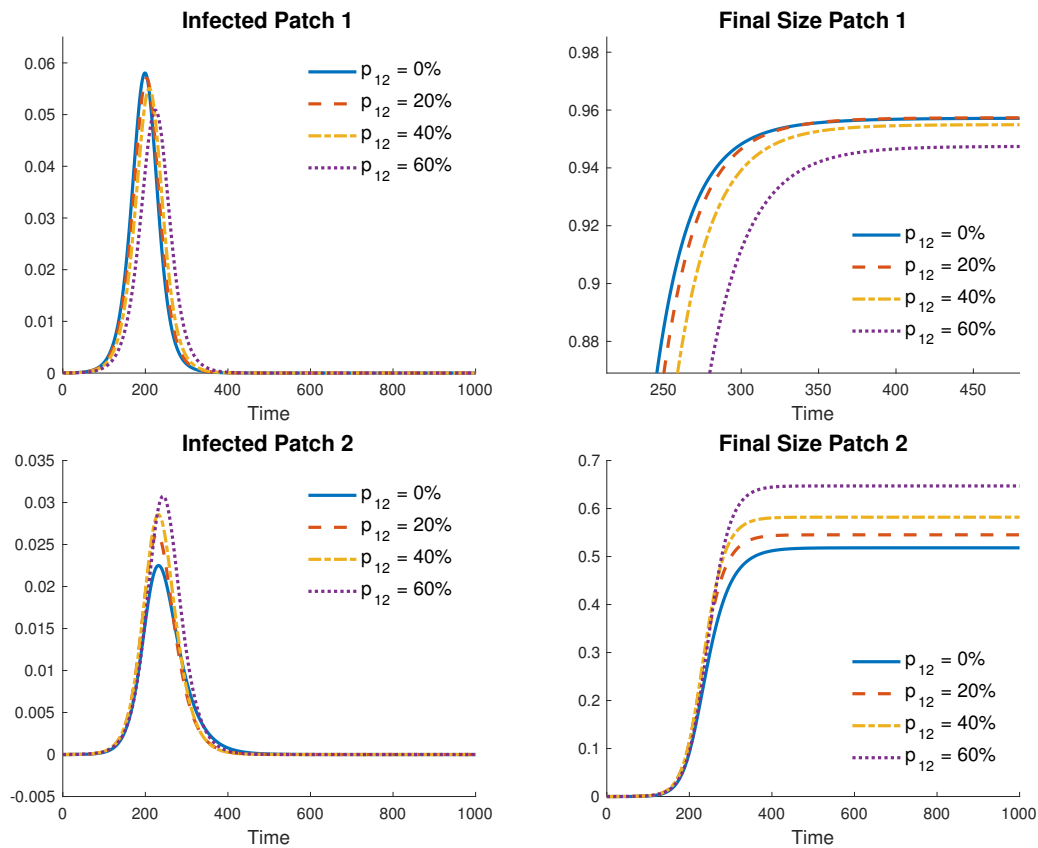 Infected Patch 1
0.06
0.05
0.04
0.03
0.02
0.01
0
0 200 400 600 800 1000
Time
p12 = 0%
p12 = 20%
p12 = 40%
p12 = 60%
Final Size Patch 1
0.98
0.96
0.94
0.92
0.9
0.88
250 300 350 400 450
Time
p12 = 0%
p12 = 20%
p12 = 40%
p12 = 60%
Infected Patch 2
0.035
0.03
0.025
0.02
0.015
0.01
0.005
0
-0.005
0 200 400 600 800 1000
Time
p12 = 0%
p12 = 20%
p12 = 40%
p12 = 60%
Final Size Patch 2
0.7
0.6
0.5
0.4
0.3
0.2
0.1
0
0 200 400 600 800 1000
Time
p12 = 0%
p12 = 20%
p12 = 40%
p12 = 60%